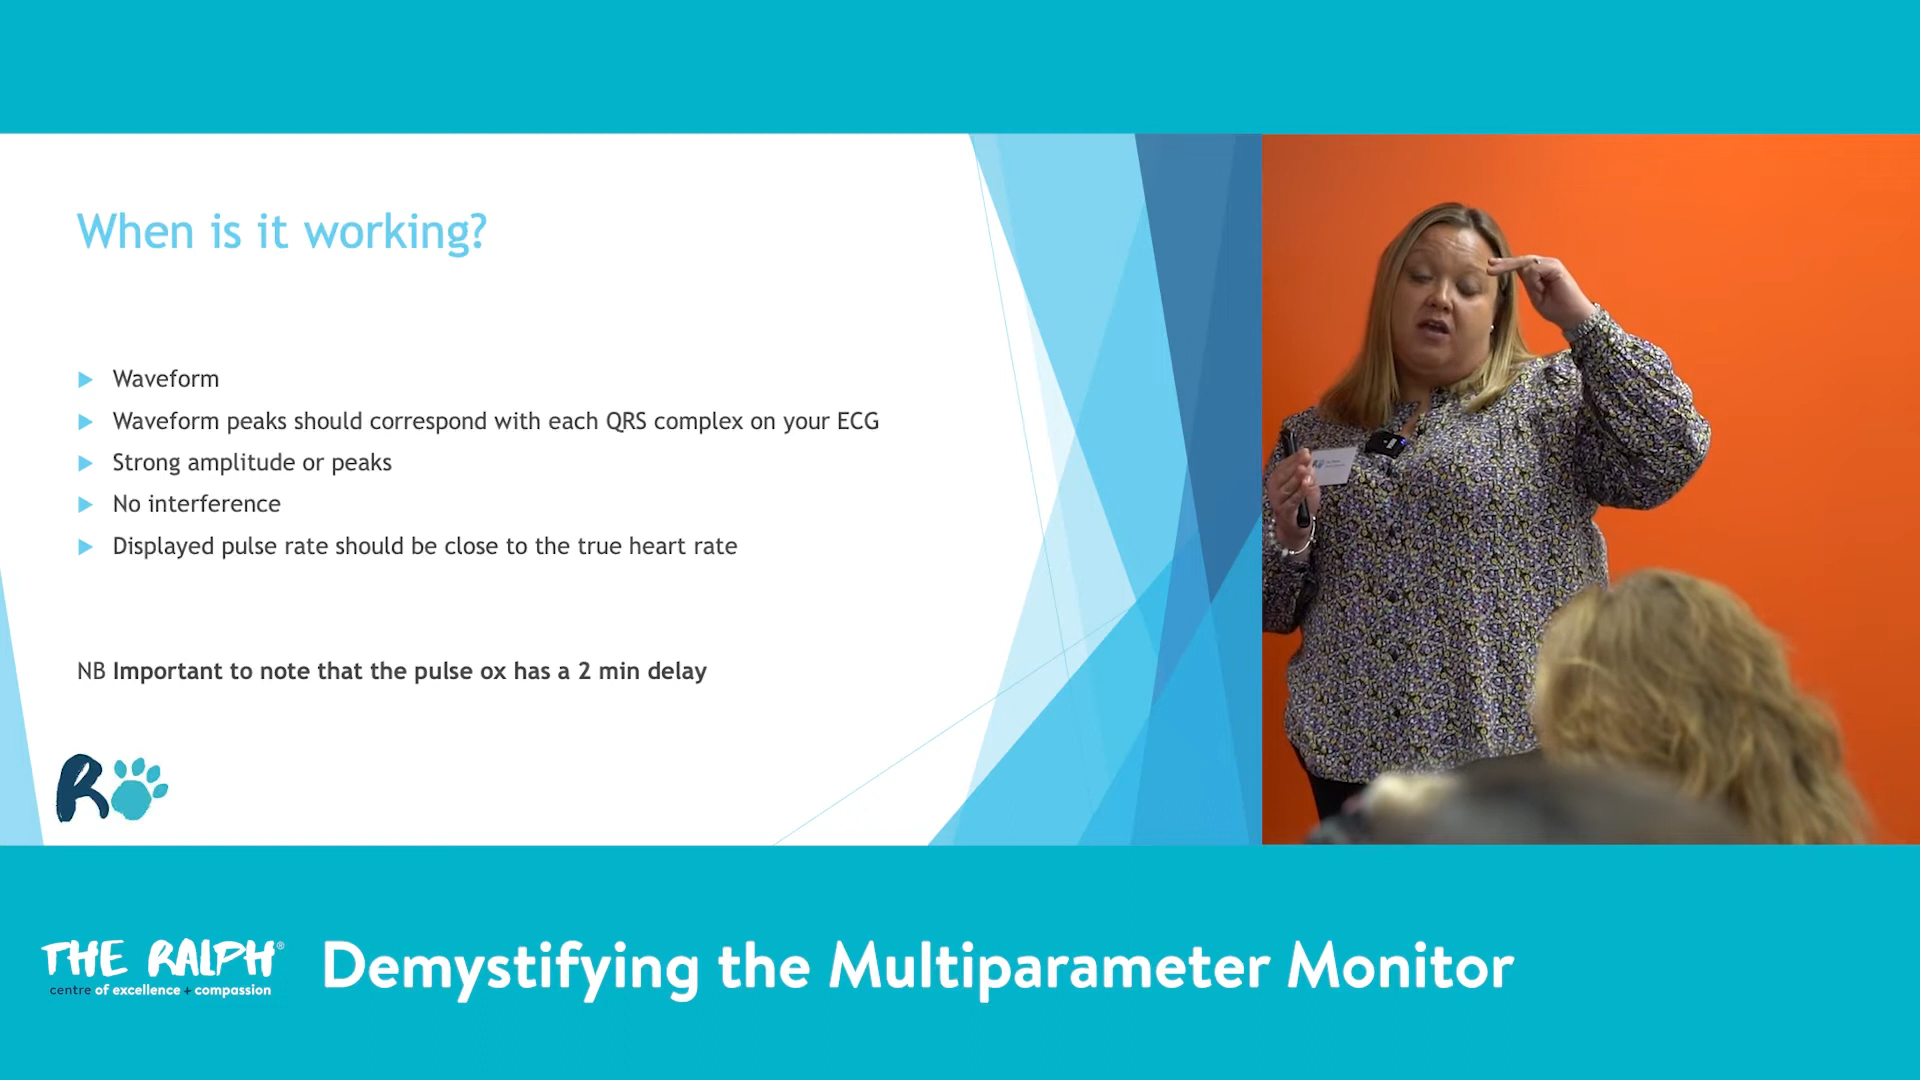 When is it working?
Waveform
Waveform peaks should correspond with each QRS complex on your ECG
Strong amplitude or peaks
No interference
Displayed pulse rate should be close to the true heart rate
NB Important to note that the pulse ox has a 2 min delay
R
THE RALPH®
centre of excellence + compassion
Demystifying the Multiparameter Monitor